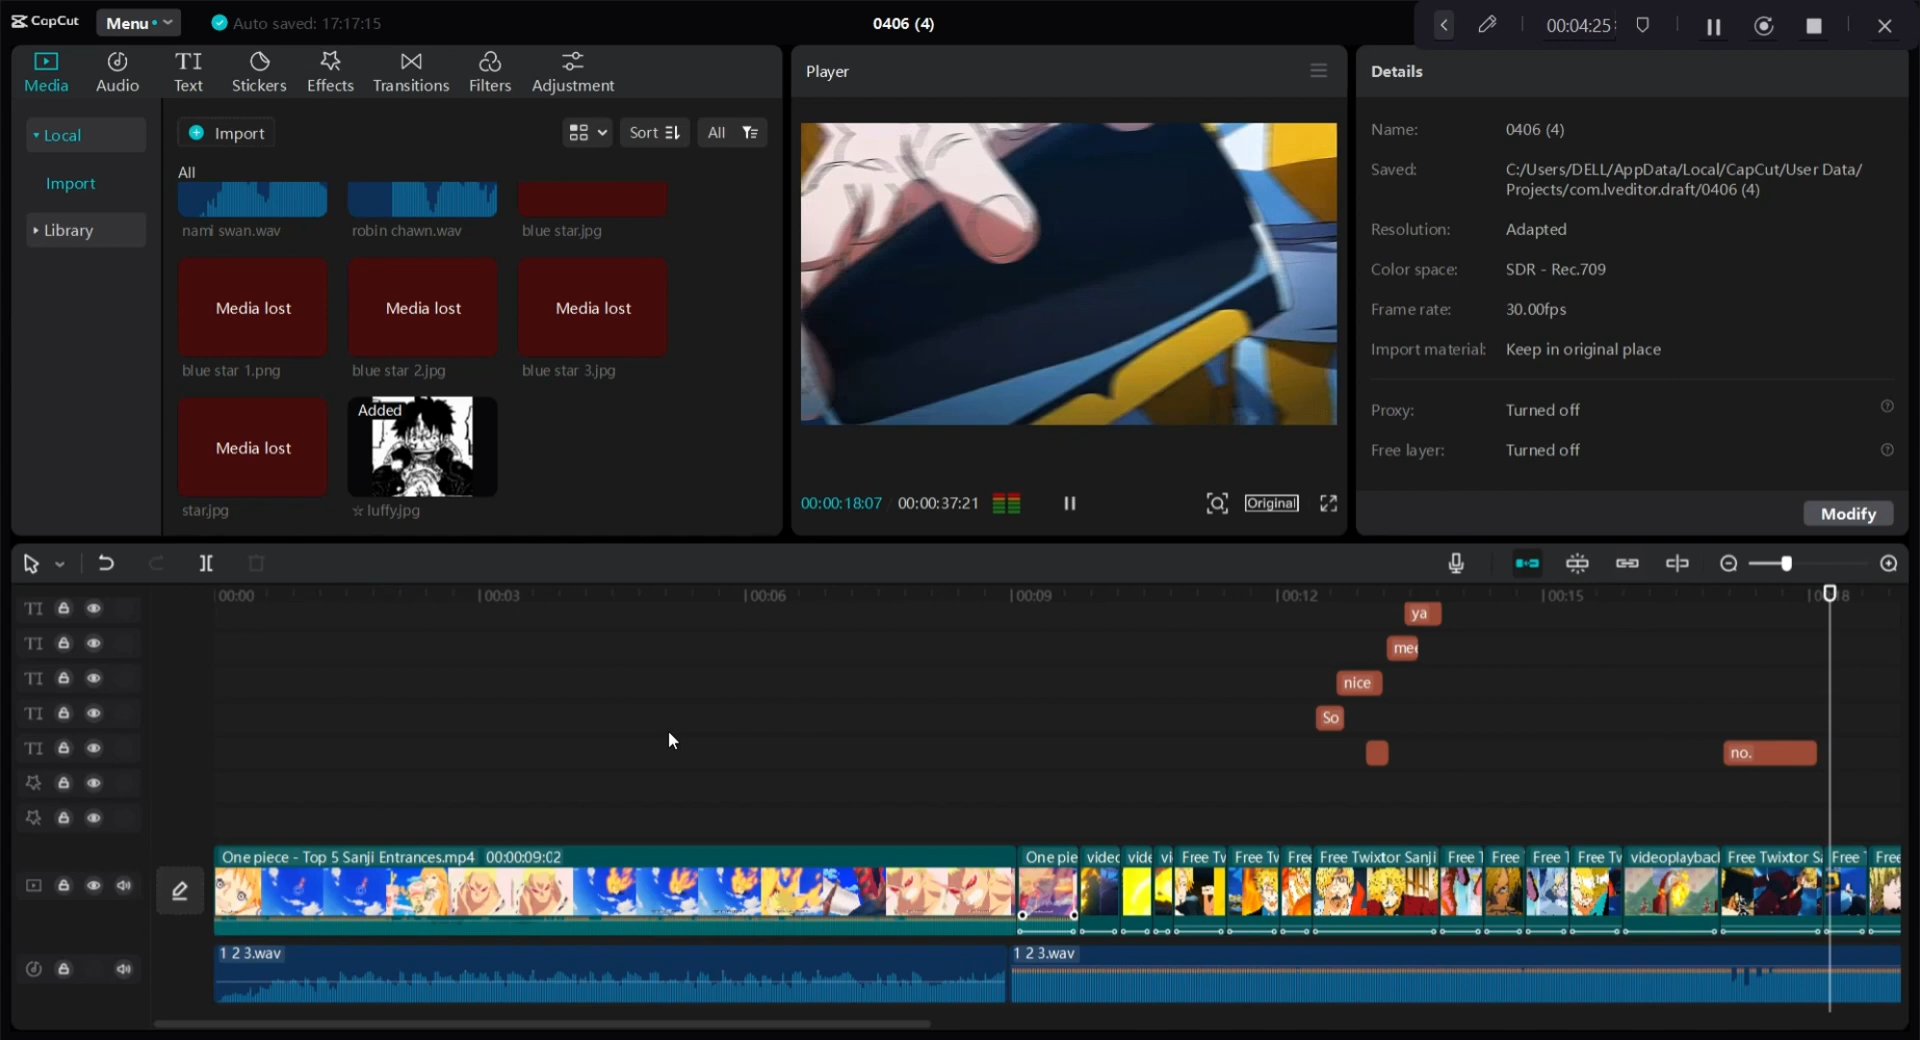 CapCut
Menu
Auto saved: 17:17:15
0406 (4)
00:04:25
Media
Audio
Text
Stickers
Effects
Transitions
Filters
Adjustment
Player
Details
Local
Import
Sort
All
Import
Library
All
nami swan.wav
robin chawn.wav
blue star.jpg
Media lost
Media lost
Media lost
blue star 1.png
blue star 2.jpg
blue star 3.jpg
Media lost
Added
star.jpg
luffy.jpg
00:00:18:07
00:00:37:21
Original
Name: 0406 (4)
Saved: C:/Users/DELL/AppData/Local/CapCut/User Data/
Projects/com.lveditor.draft/0406 (4)
Resolution: Adapted
Color space: SDR - Rec.709
Frame rate: 30.00fps
Import material: Keep in original place
Proxy: Turned off
Free layer: Turned off
Modify
00:00
00:03
00:06
00:09
00:12
00:15
ya
nice
So
no.
One piece - Top 5 Sanji Entrances.mp4 00:00:09:02
One pie
Free Twixtor Sanji
videoplayback
1 2 3.wav
1 2 3.wav